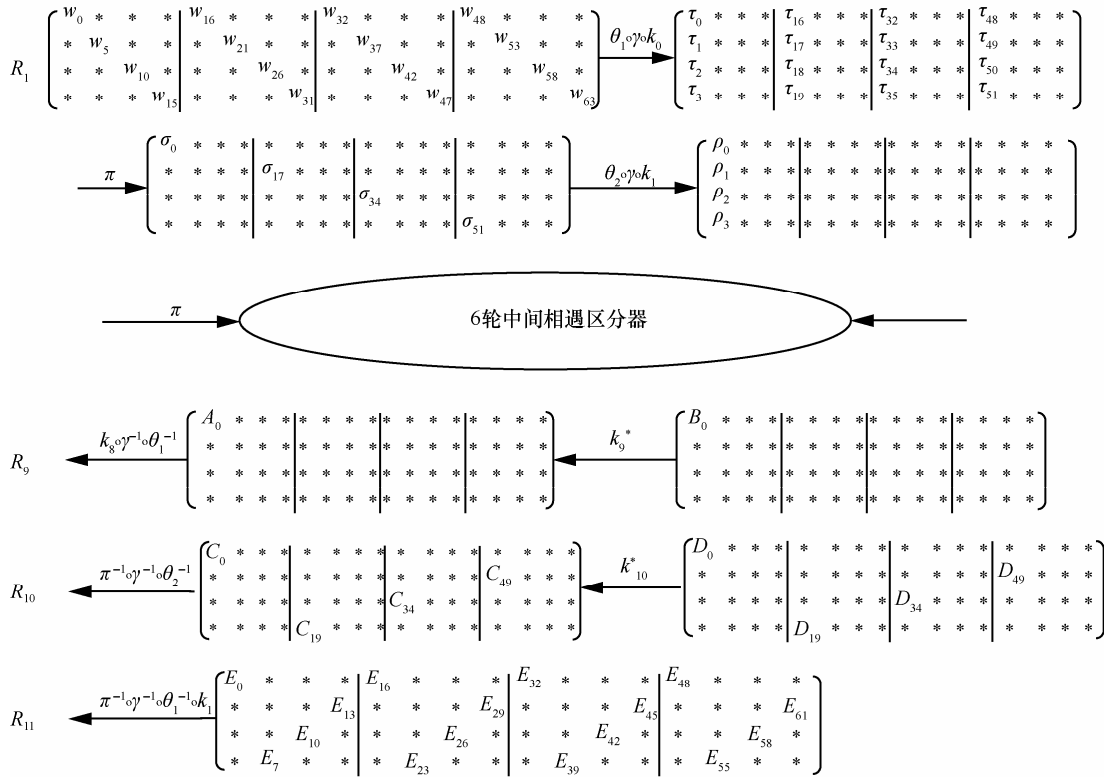 w₀ * * * w₁₆ * * * w₃₂ * * * w₄₈ * * * θ₁∘γ∘k₀ τ₀ * * * τ₁₆ * * * τ₃₂ * * * τ₄₈ * * *
* w₅ * * * w₂₁ * * * w₃₇ * * * w₅₃ * * τ₁ * * * τ₁₇ * * * τ₃₃ * * * τ₄₉ * * *
R₁ * * w₁₀ * * * w₂₆ * * * w₄₂ * * * w₅₈ * τ₂ * * * τ₁₈ * * * τ₃₄ * * * τ₅₀ * * *
* * * w₁₅ * * * w₃₁ * * * w₄₇ * * * w₆₃ τ₃ * * * τ₁₉ * * * τ₃₅ * * * τ₅₁ * * *
σ₀ * * * * * * * * * * * * * * * ρ₀ * * * * * * * * * * * * * * *
π * * * * σ₁₇ * * * * * * * * * * * θ₂∘γ∘k₁ ρ₁ * * * * * * * * * * * * * * *
* * * * * * * * σ₃₄ * * * * * * * ρ₂ * * * * * * * * * * * * * * *
* * * * * * * * * * * * σ₅₁ * * * ρ₃ * * * * * * * * * * * * * * *
π 6轮中间相遇区分器
A₀ * * * * * * * * * * * * * * * B₀ * * * * * * * * * * * * * * *
k₈∘γ⁻¹∘θ₁⁻¹ * * * * * * * * * * * * * * * * k₉* * * * * * * * * * * * * * * * *
R₉ * * * * * * * * * * * * * * * * * * * * * * * * * * * * * * * *
* * * * * * * * * * * * * * * * * * * * * * * * * * * * * * * *
C₀ * * * * * * * * * * * * * * * D₀ * * * * * * * * * * * * * * *
π⁻¹∘γ⁻¹∘θ₂⁻¹ * * * * * * * * * * * * C₄₉ * * * k*₁₀ * * * * * * * * * * * * D₄₉ * * *
R₁₀ * * * * * * * * C₃₄ * * * * * * * * * * * * * * * D₃₄ * * * * * * *
* * * * C₁₉ * * * * * * * * * * * * * * * D₁₉ * * * * * * * * * * *
E₀ * * * E₁₆ * * * E₃₂ * * * E₄₈ * * *
π⁻¹∘γ⁻¹∘θ₁⁻¹∘k₁ * * * E₁₃ * * * E₂₉ * * * E₄₅ * * * E₆₁
R₁₁ * * E₁₀ * * * E₂₆ * * * E₄₂ * * * E₅₈ *
* E₇ * * * E₂₃ * * * E₃₉ * * * E₅₅ * *